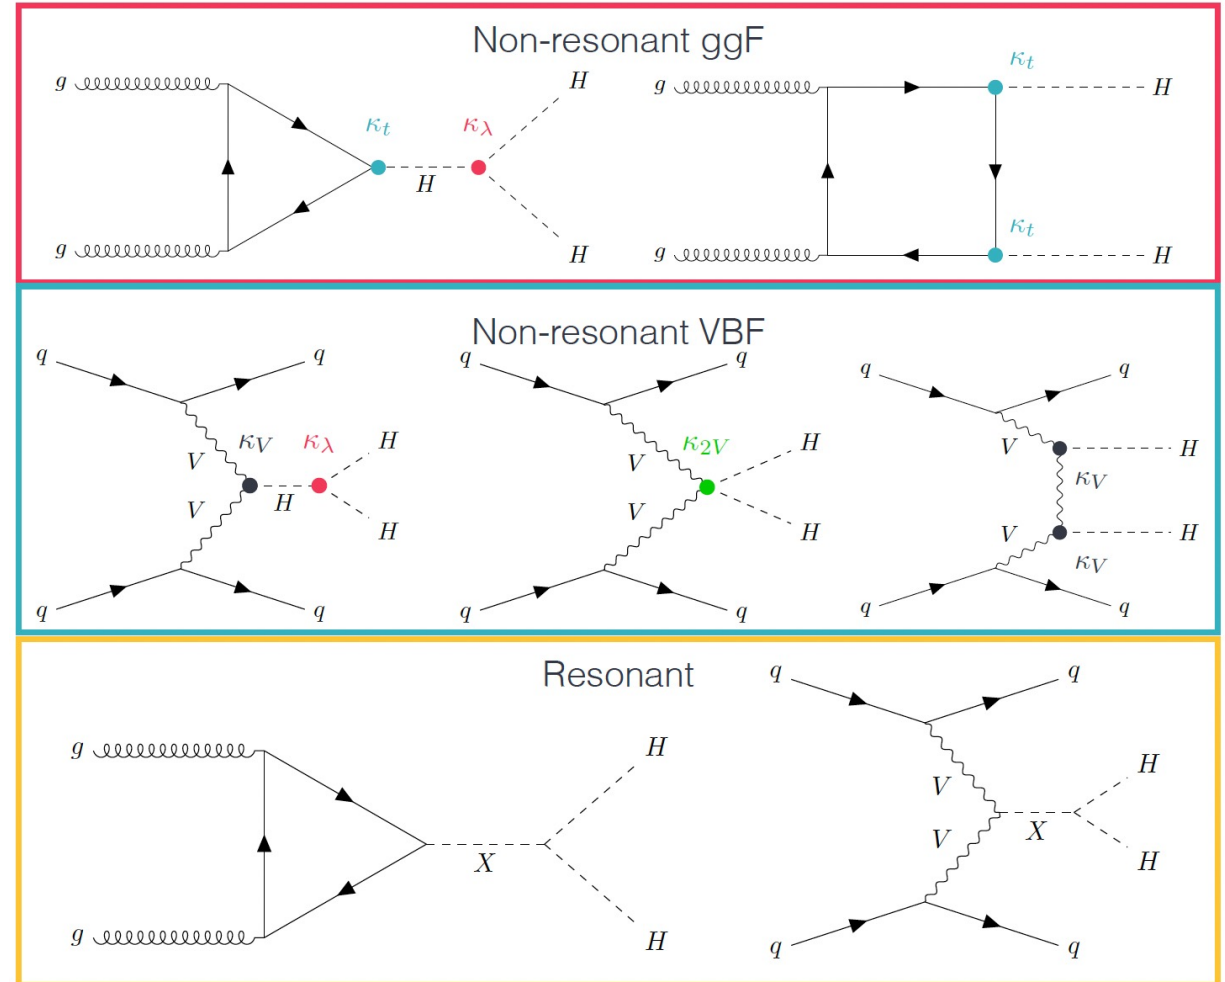 Non-resonant ggF
g
g
κt
κλ
H
H
H
g
g
κt
κt
H
H
Non-resonant VBF
q
q
q
q
V
V
κV
κλ
H
H
H
q
q
q
q
V
V
κ2V
H
H
q
q
q
q
V
V
κV
κV
H
H
Resonant
g
g
X
H
H
q
q
q
q
V
V
X
H
H